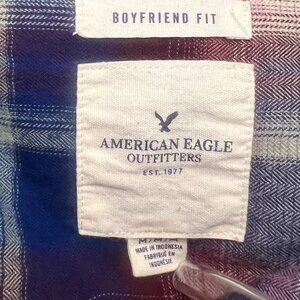 BOYFRIEND FIT
AMERICAN EAGLE
OUTFITTERS
EST. 1977
M/M/M
MADE IN INDONESIA
FABRIQUÉ EN
INDONÉSIE